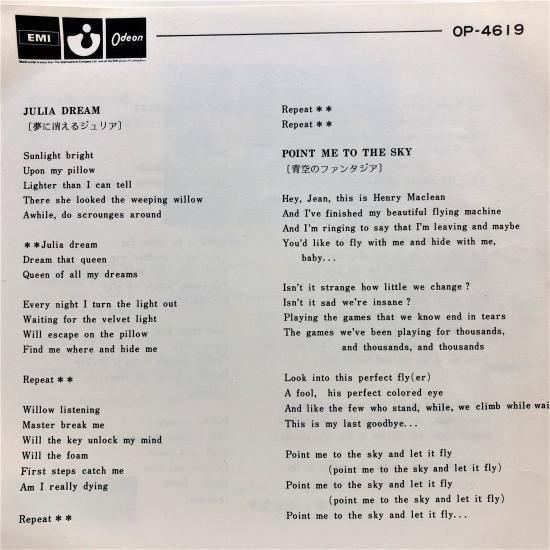 EMI
Odeon
OP-4619
JULIA DREAM
〔夢に消えるジュリア〕
Sunlight bright
Upon my pillow
Lighter than I can tell
There she looked the weeping willow
Awhile, do scrounges around
**Julia dream
Dream that queen
Queen of all my dreams
Every night I turn the light out
Waiting for the velvet light
Will escape on the pillow
Find me where and hide me
Repeat **
Willow listening
Master break me
Will the key unlock my mind
Will the foam
First steps catch me
Am I really dying
Repeat **
Repeat **
Repeat **
POINT ME TO THE SKY
〔青空のファンタジア〕
Hey, Jean, this is Henry Maclean
And I've finished my beautiful flying machine
And I'm ringing to say that I'm leaving and maybe
You'd like to fly with me and hide with me,
baby...
Isn't it strange how little we change?
Isn't it sad we're insane?
Playing the games that we know end in tears
The games we've been playing for thousands,
and thousands, and thousands
Look into this perfect fly(er)
A fool, his perfect colored eye
And like the few who stand, while, we climb while wai
This is my last goodbye...
Point me to the sky and let it fly
(point me to the sky and let it fly)
Point me to the sky and let it fly
(point me to the sky and let it fly)
Point me to the sky and let it fly...